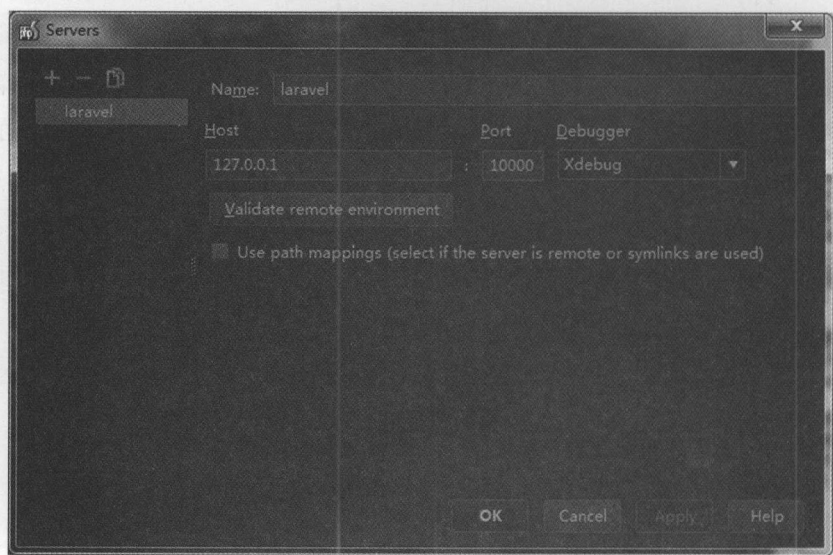 Servers
Name: laravel
laravel
Host Port Debugger
127.0.0.1 : 10000 Xdebug
Validate remote environment
Use path mappings (select if the server is remote or symlinks are used)
OK Cancel Apply Help